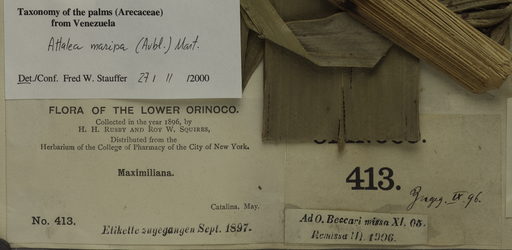 Taxonomy of the palms (Arecaceae)
from Venezuela
Attalea maripa (Aubl.) Mart.
Det./Conf. Fred W. Stauffer 27 / 11 /2000
FLORA OF THE LOWER ORINOCO.
Collected in the year 1896, by
H. H. RUSBY AND ROY W. SQUIRES,
Distributed from the
Herbarium of the College of Pharmacy of the City of New York.
Maximiliana.
Catalina, May.
No. 413.
Etikette zugegangen Sept. 1897.
413.
IX. 96.
Ad O. Beccari missa XI. 05.
Remissa III. 1906.